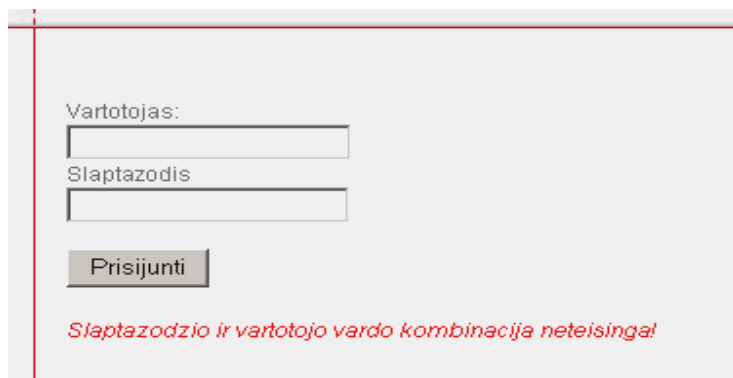 Vartotojas:
Slaptazodis
Prisijunti
Slaptazodzio ir vartotojo vardo kombinacija neteisinga!